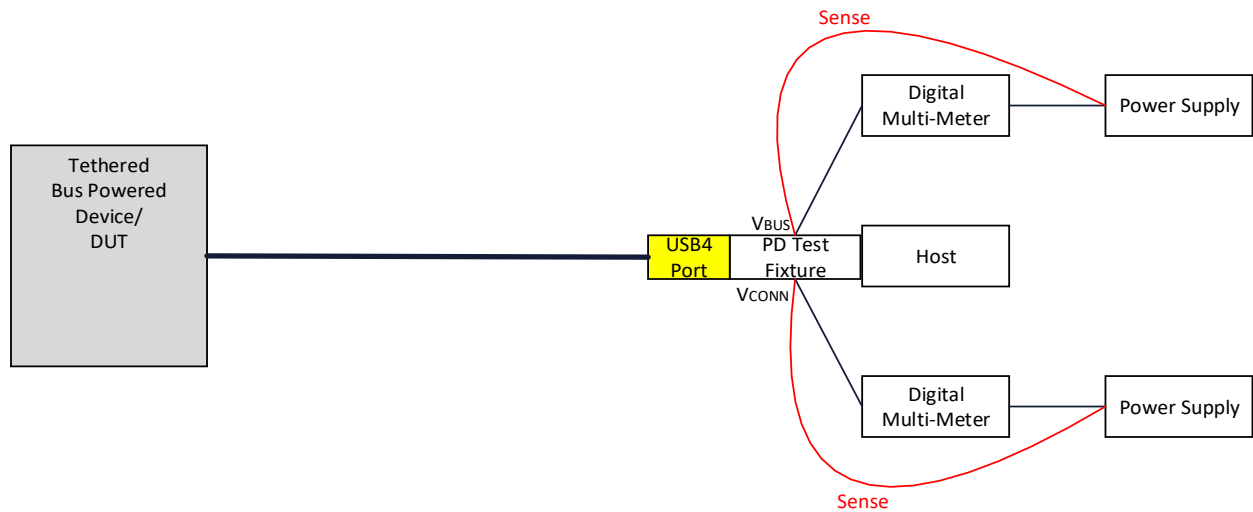 Sense
Digital
Multi-Meter
Power Supply
Tethered
Bus Powered
Device/
DUT
VBUS
USB4
Port
PD Test
Fixture
Host
VCONN
Digital
Multi-Meter
Power Supply
Sense